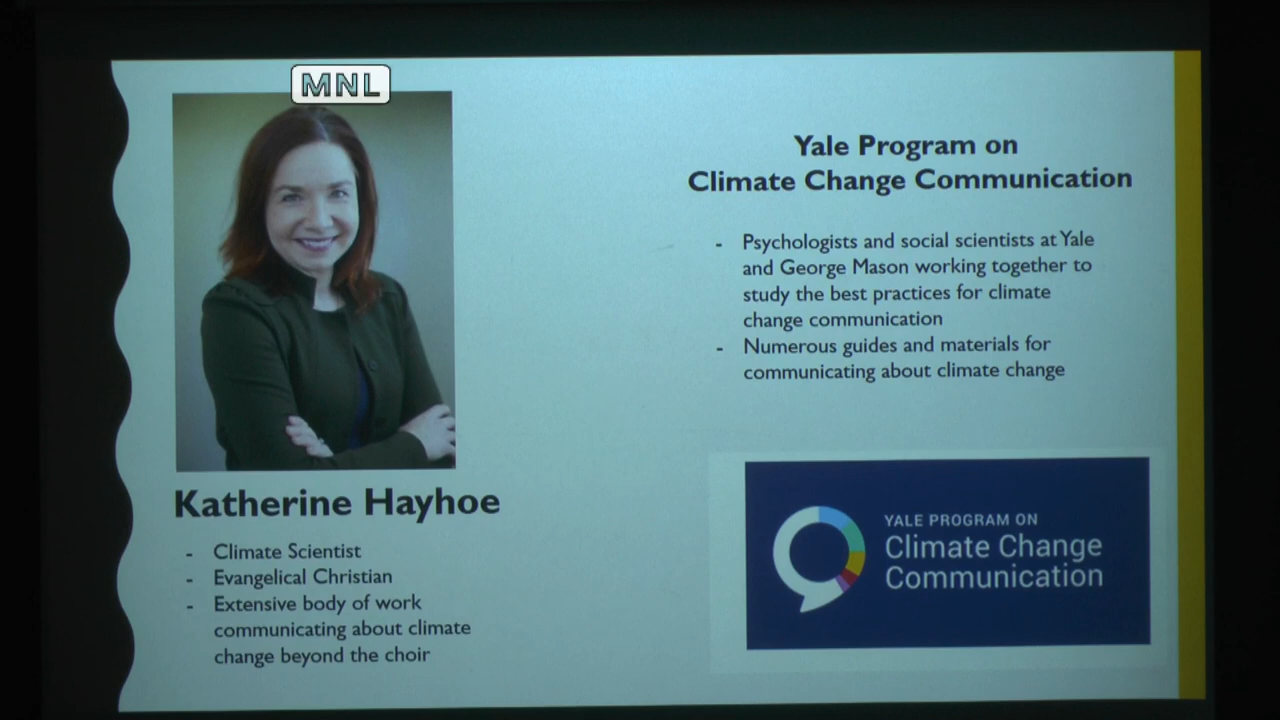 MNL
Katherine Hayhoe
- Climate Scientist
- Evangelical Christian
- Extensive body of work
communicating about climate
change beyond the choir
Yale Program on
Climate Change Communication
- Psychologists and social scientists at Yale
and George Mason working together to
study the best practices for climate
change communication
- Numerous guides and materials for
communicating about climate change
YALE PROGRAM ON
Climate Change
Communication